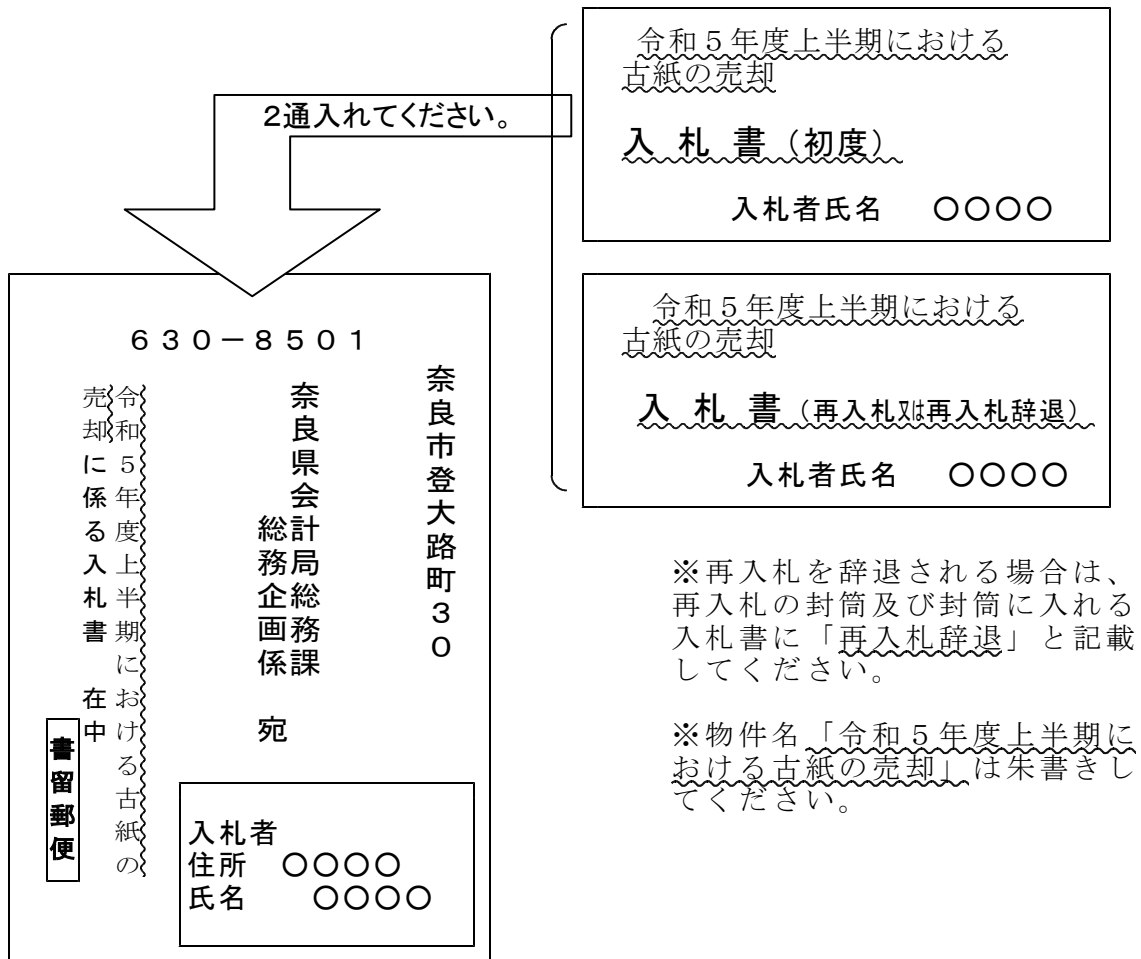 2通入れてください。
令和5年度上半期における
古紙の売却
入 札 書(初度)
入札者氏名 ○○○○
令和5年度上半期における
古紙の売却
入 札 書(再入札又は再入札辞退)
入札者氏名 ○○○○
※再入札を辞退される場合は、
再入札の封筒及び封筒に入れる
入札書に「再入札辞退」と記載
してください。
※物件名「令和5年度上半期に
おける古紙の売却」は朱書きし
てください。
630-8501
奈良市登大路町30
奈良県会計局総務課
総務企画係 宛
令和5年度上半期における古紙の
売却に係る入札書 在中
書留郵便
入札者
住所 ○○○○
氏名 ○○○○